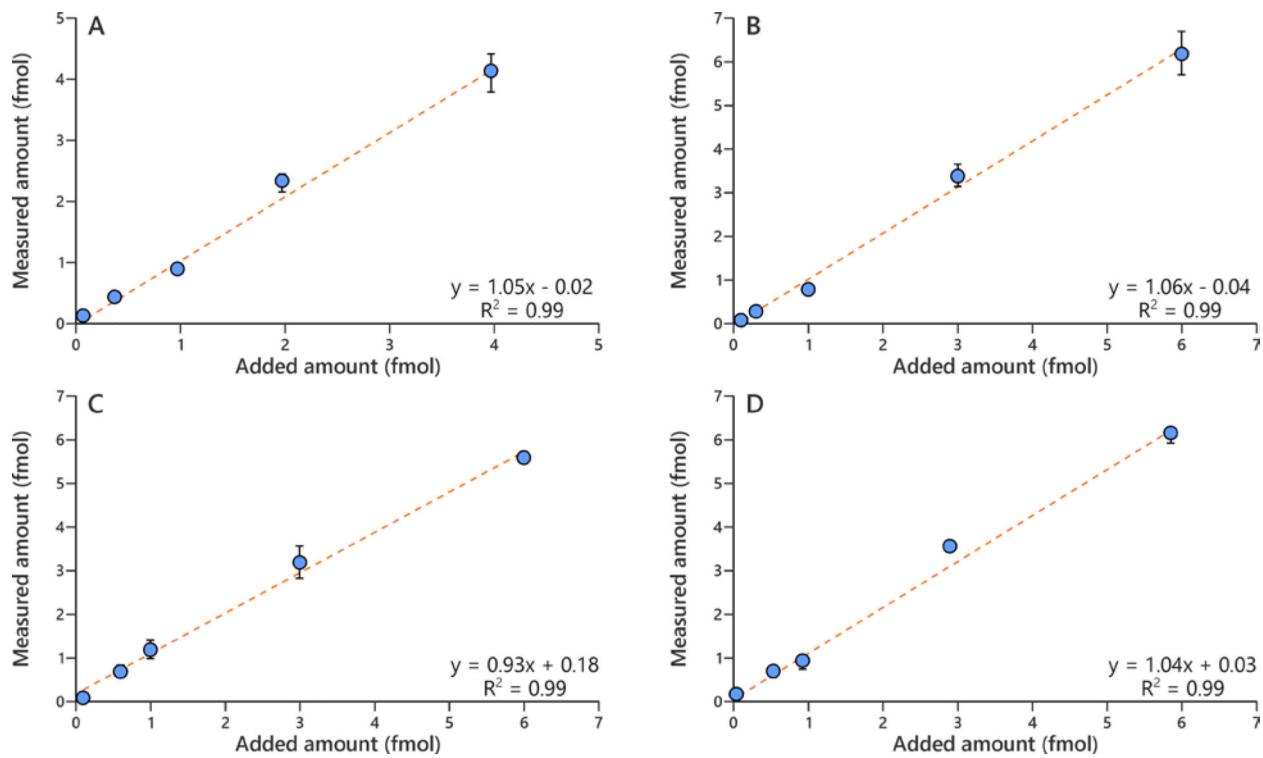 A
Measured amount (fmol)
5
4
3
2
1
0
y = 1.05x - 0.02
R² = 0.99
0 1 2 3 4 5
Added amount (fmol)
B
Measured amount (fmol)
7
6
5
4
3
2
1
0
y = 1.06x - 0.04
R² = 0.99
0 1 2 3 4 5 6 7
Added amount (fmol)
C
Measured amount (fmol)
7
6
5
4
3
2
1
0
y = 0.93x + 0.18
R² = 0.99
0 1 2 3 4 5 6 7
Added amount (fmol)
D
Measured amount (fmol)
7
6
5
4
3
2
1
0
y = 1.04x + 0.03
R² = 0.99
0 1 2 3 4 5 6 7
Added amount (fmol)